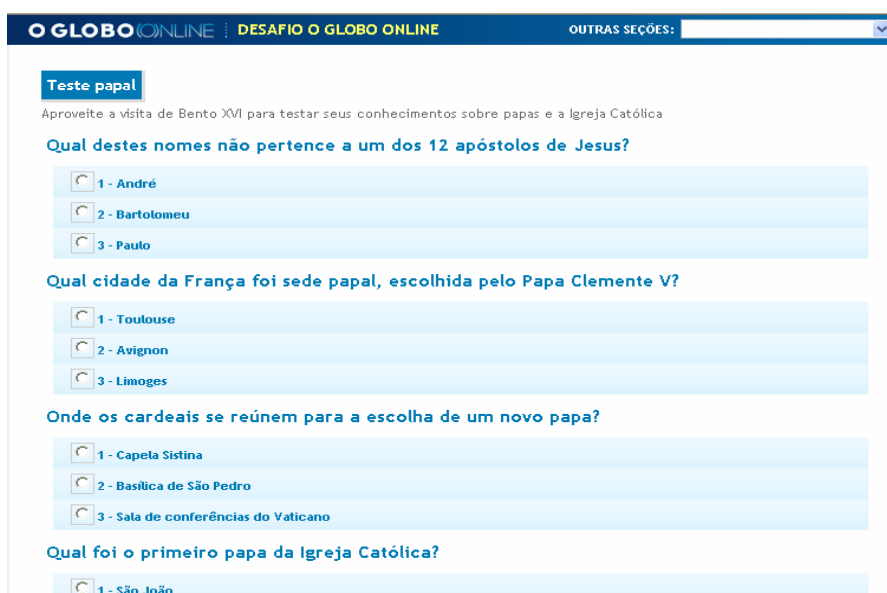 O GLOBO ONLINE DESAFIO O GLOBO ONLINE OUTRAS SEÇÕES:
Teste papal
Aproveite a visita de Bento XVI para testar seus conhecimentos sobre papas e a Igreja Católica
Qual destes nomes não pertence a um dos 12 apóstolos de Jesus?
1 - André
2 - Bartolomeu
3 - Paulo
Qual cidade da França foi sede papal, escolhida pelo Papa Clemente V?
1 - Toulouse
2 - Avignon
3 - Limoges
Onde os cardeais se reúnem para a escolha de um novo papa?
1 - Capela Sistina
2 - Basílica de São Pedro
3 - Sala de conferências do Vaticano
Qual foi o primeiro papa da Igreja Católica?
1 - São João